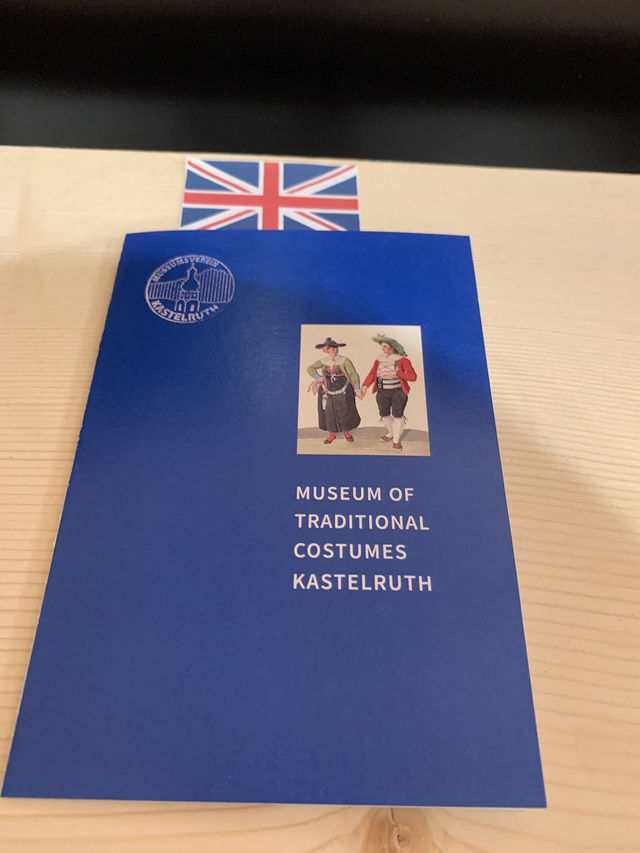 MUSEUMSVEREIN
KASTELRUTH
MUSEUM OF
TRADITIONAL
COSTUMES
KASTELRUTH